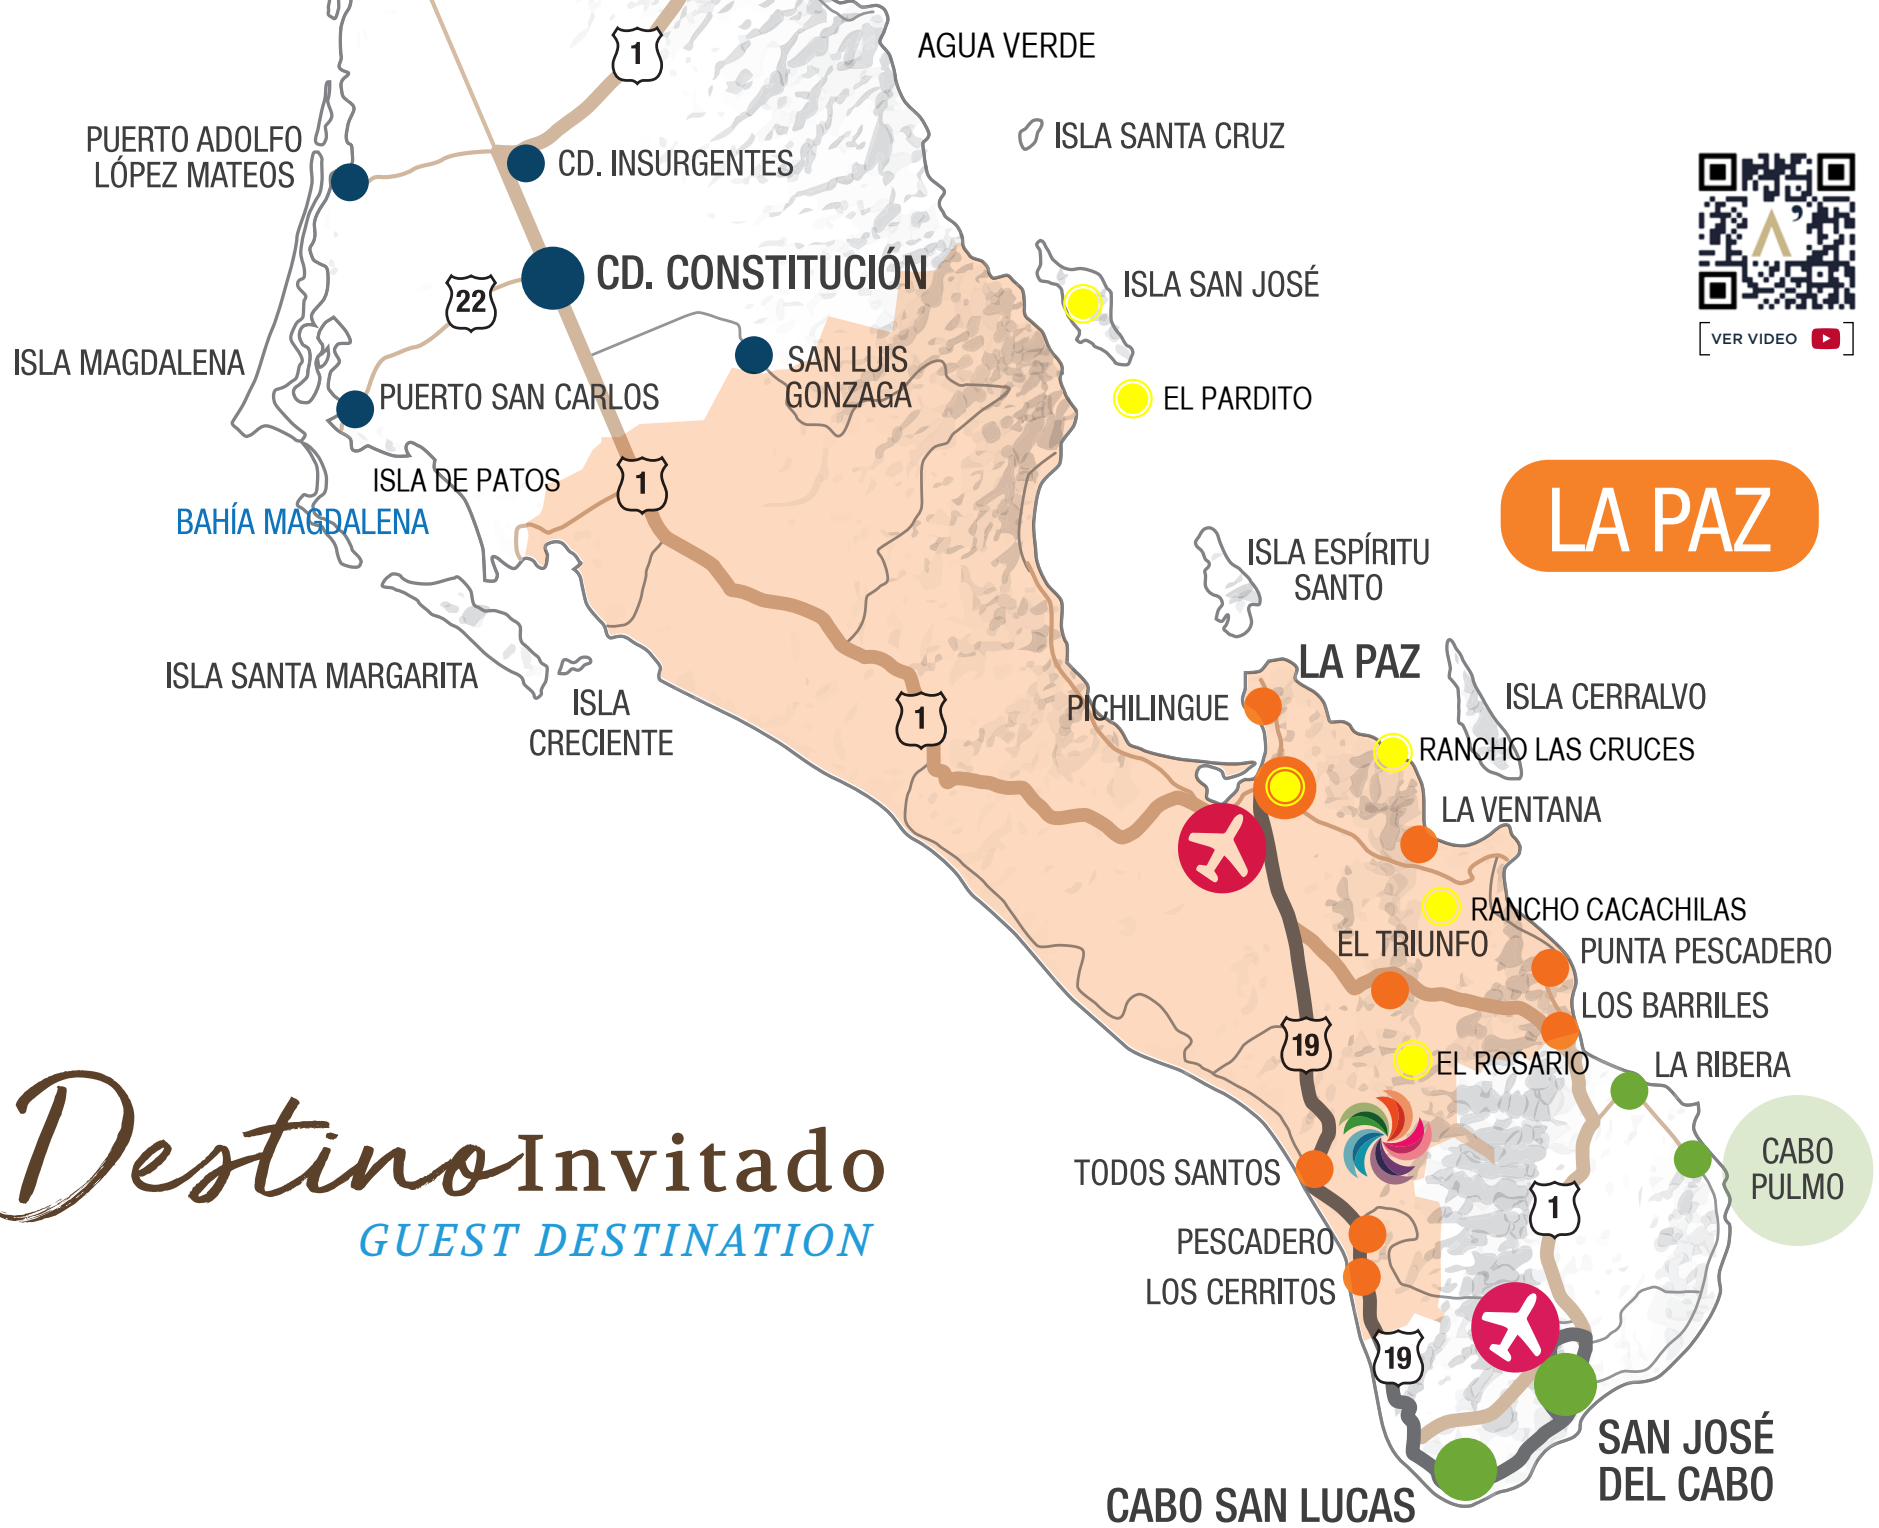 AGUA VERDE
1
PUERTO ADOLFO
LÓPEZ MATEOS
CD. INSURGENTES
ISLA SANTA CRUZ
CD. CONSTITUCIÓN
22
ISLA SAN JOSÉ
VER VIDEO
ISLA MAGDALENA
SAN LUIS
GONZAGA
PUERTO SAN CARLOS
EL PARDITO
ISLA DE PATOS
1
BAHÍA MAGDALENA
LA PAZ
ISLA ESPÍRITU
SANTO
ISLA SANTA MARGARITA
ISLA
CRECIENTE
LA PAZ
PICHILINGUE
1
ISLA CERRALVO
RANCHO LAS CRUCES
LA VENTANA
RANCHO CACACHILAS
EL TRIUNFO
PUNTA PESCADERO
LOS BARRILES
19
EL ROSARIO
LA RIBERA
CABO
PULMO
TODOS SANTOS
1
PESCADERO
LOS CERRITOS
19
Destino Invitado
GUEST DESTINATION
SAN JOSÉ
DEL CABO
CABO SAN LUCAS